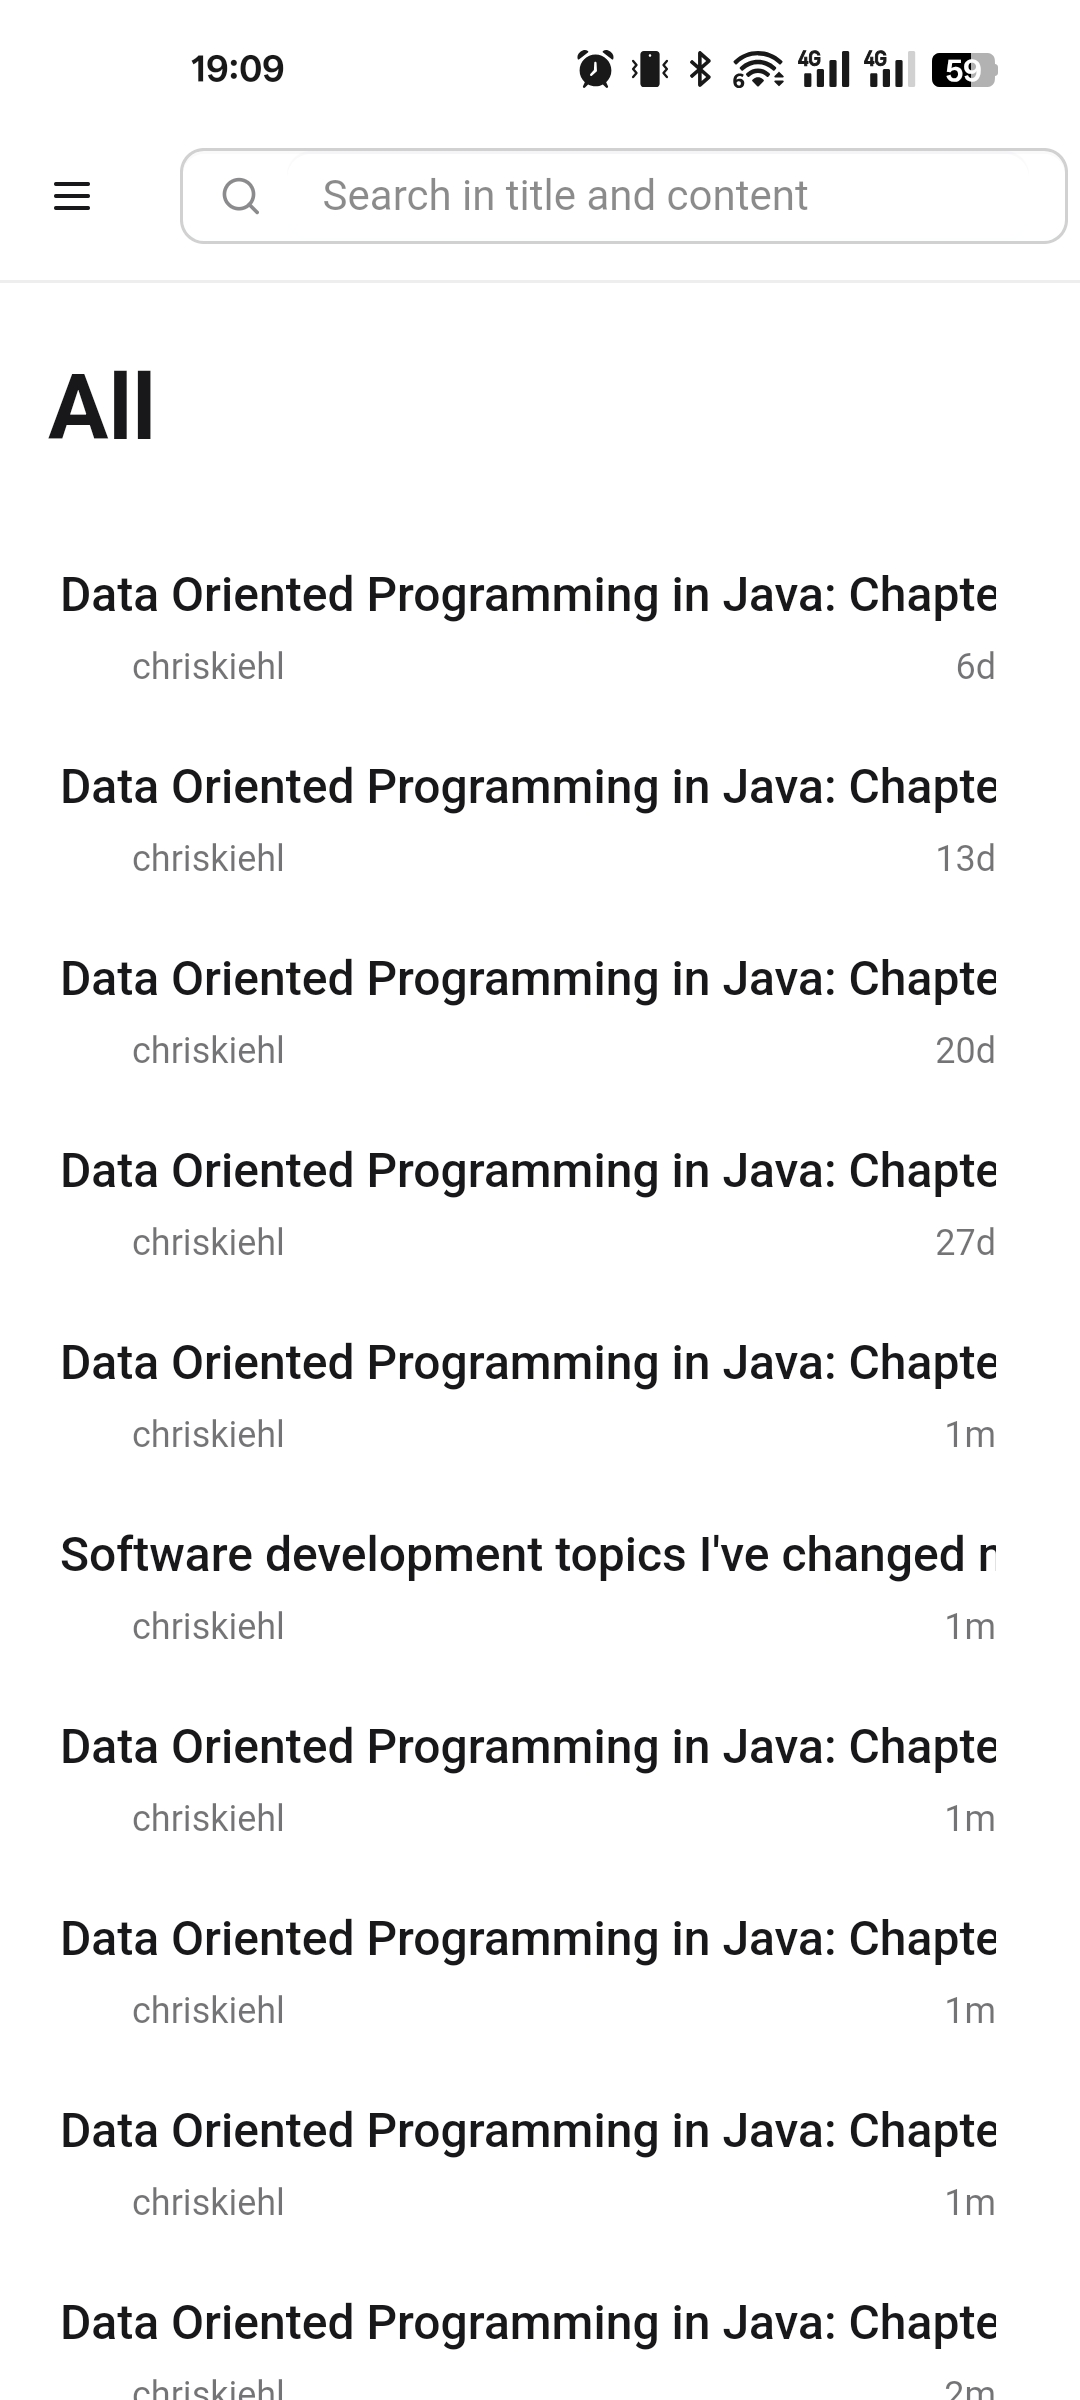 19:09
4G
4G
6
59
Search in title and content
All
Data Oriented Programming in Java: Chapte
chriskiehl
6d
Data Oriented Programming in Java: Chapte
chriskiehl
13d
Data Oriented Programming in Java: Chapte
chriskiehl
20d
Data Oriented Programming in Java: Chapte
chriskiehl
27d
Data Oriented Programming in Java: Chapte
chriskiehl
1m
Software development topics I've changed
chriskiehl
1m
Data Oriented Programming in Java: Chapte
chriskiehl
1m
Data Oriented Programming in Java: Chapte
chriskiehl
1m
Data Oriented Programming in Java: Chapte
chriskiehl
1m
Data Oriented Programming in Java: Chapte
chriskiehl
2m